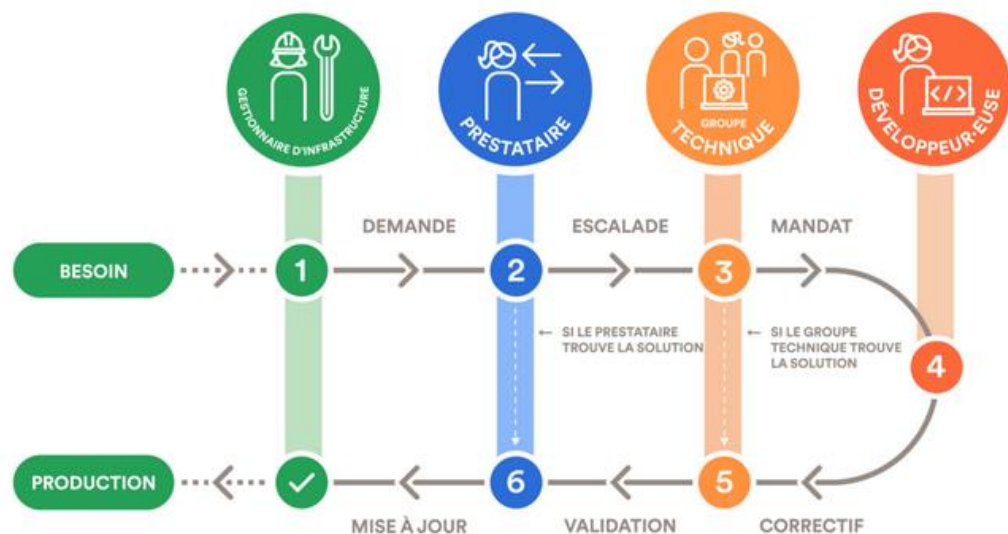 GESTIONNAIRE D'INFRASTRUCTURE
PRESTATAIRE
GROUPE
TECHNIQUE
</>
DÉVELOPPEUR·EUSE
DEMANDE
ESCALADE
MANDAT
BESOIN
1
2
3
← SI LE PRESTATAIRE
TROUVE LA SOLUTION
← SI LE GROUPE
TECHNIQUE TROUVE
LA SOLUTION
4
PRODUCTION
6
5
MISE À JOUR
VALIDATION
CORRECTIF